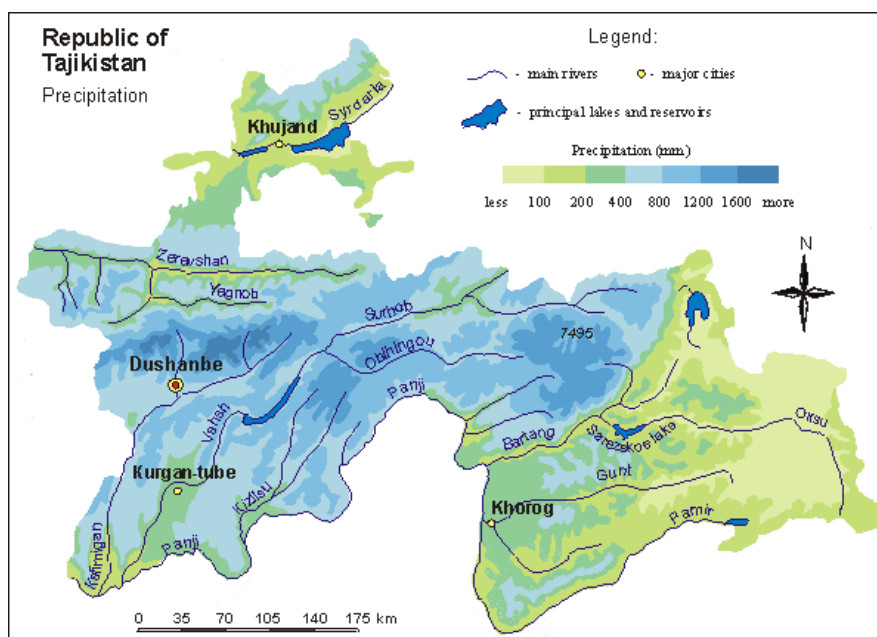 Republic of
Tajikistan
Precipitation
Legend:
- main rivers
- major cities
- principal lakes and reservoirs
Precipitation (mm)
less 100 200 400 800 1200 1600 more
N
Syrdaria
Khujand
Zeravshan
Yagnob
Surhob
7495
Obihingou
Dushanbe
Panji
Vahsh
Bartang
Sarezskoe lake
Oksu
Kurgan-tube
Kiziłsu
Gunt
Khorog
Pamir
Kafirnigan
Panji
0 35 70 105 140 175 km